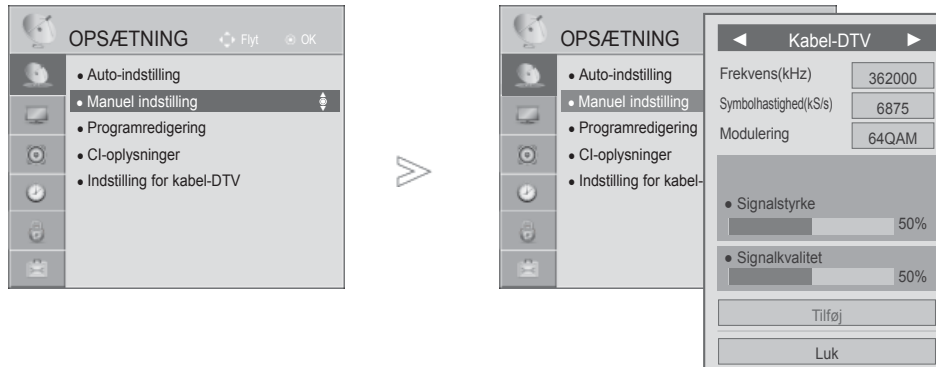 OPSÆTNING
Flyt
OK
● Auto-indstilling
● Manuel indstilling
● Programredigering
● CI-oplysninger
● Indstilling for kabel-DTV
OPSÆTNING
● Auto-indstilling
● Manuel indstilling
● Programredigering
● CI-oplysninger
● Indstilling for kabel-
◄ Kabel-DTV ►
Frekvens(kHz) 362000
Symbolhastighed(kS/s) 6875
Modulering 64QAM
● Signalstyrke
50%
● Signalkvalitet
50%
Tilføj
Luk